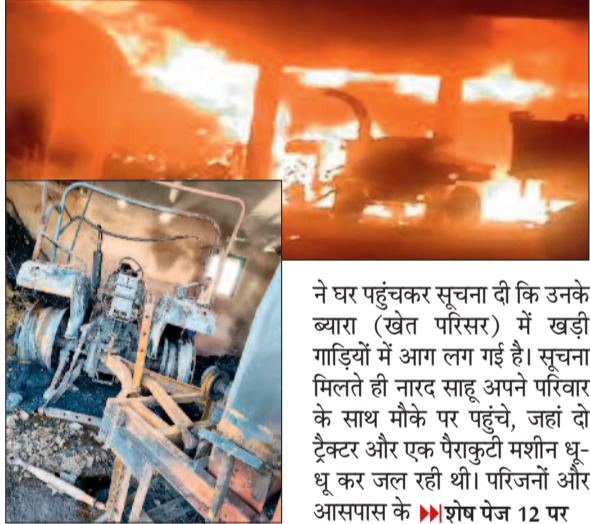 ने घर पहुंचकर सूचना दी कि उनके
ब्यारा (खेत परिसर) में खड़ी
गाड़ियों में आग लग गई है। सूचना
मिलते ही नारद साहू अपने परिवार
के साथ मौके पर पहुंचे, जहां दो
ट्रैक्टर और एक पैराकुटी मशीन धू-
धू कर जल रही थी। परिजनों और
आसपास के शेष पेज 12 पर